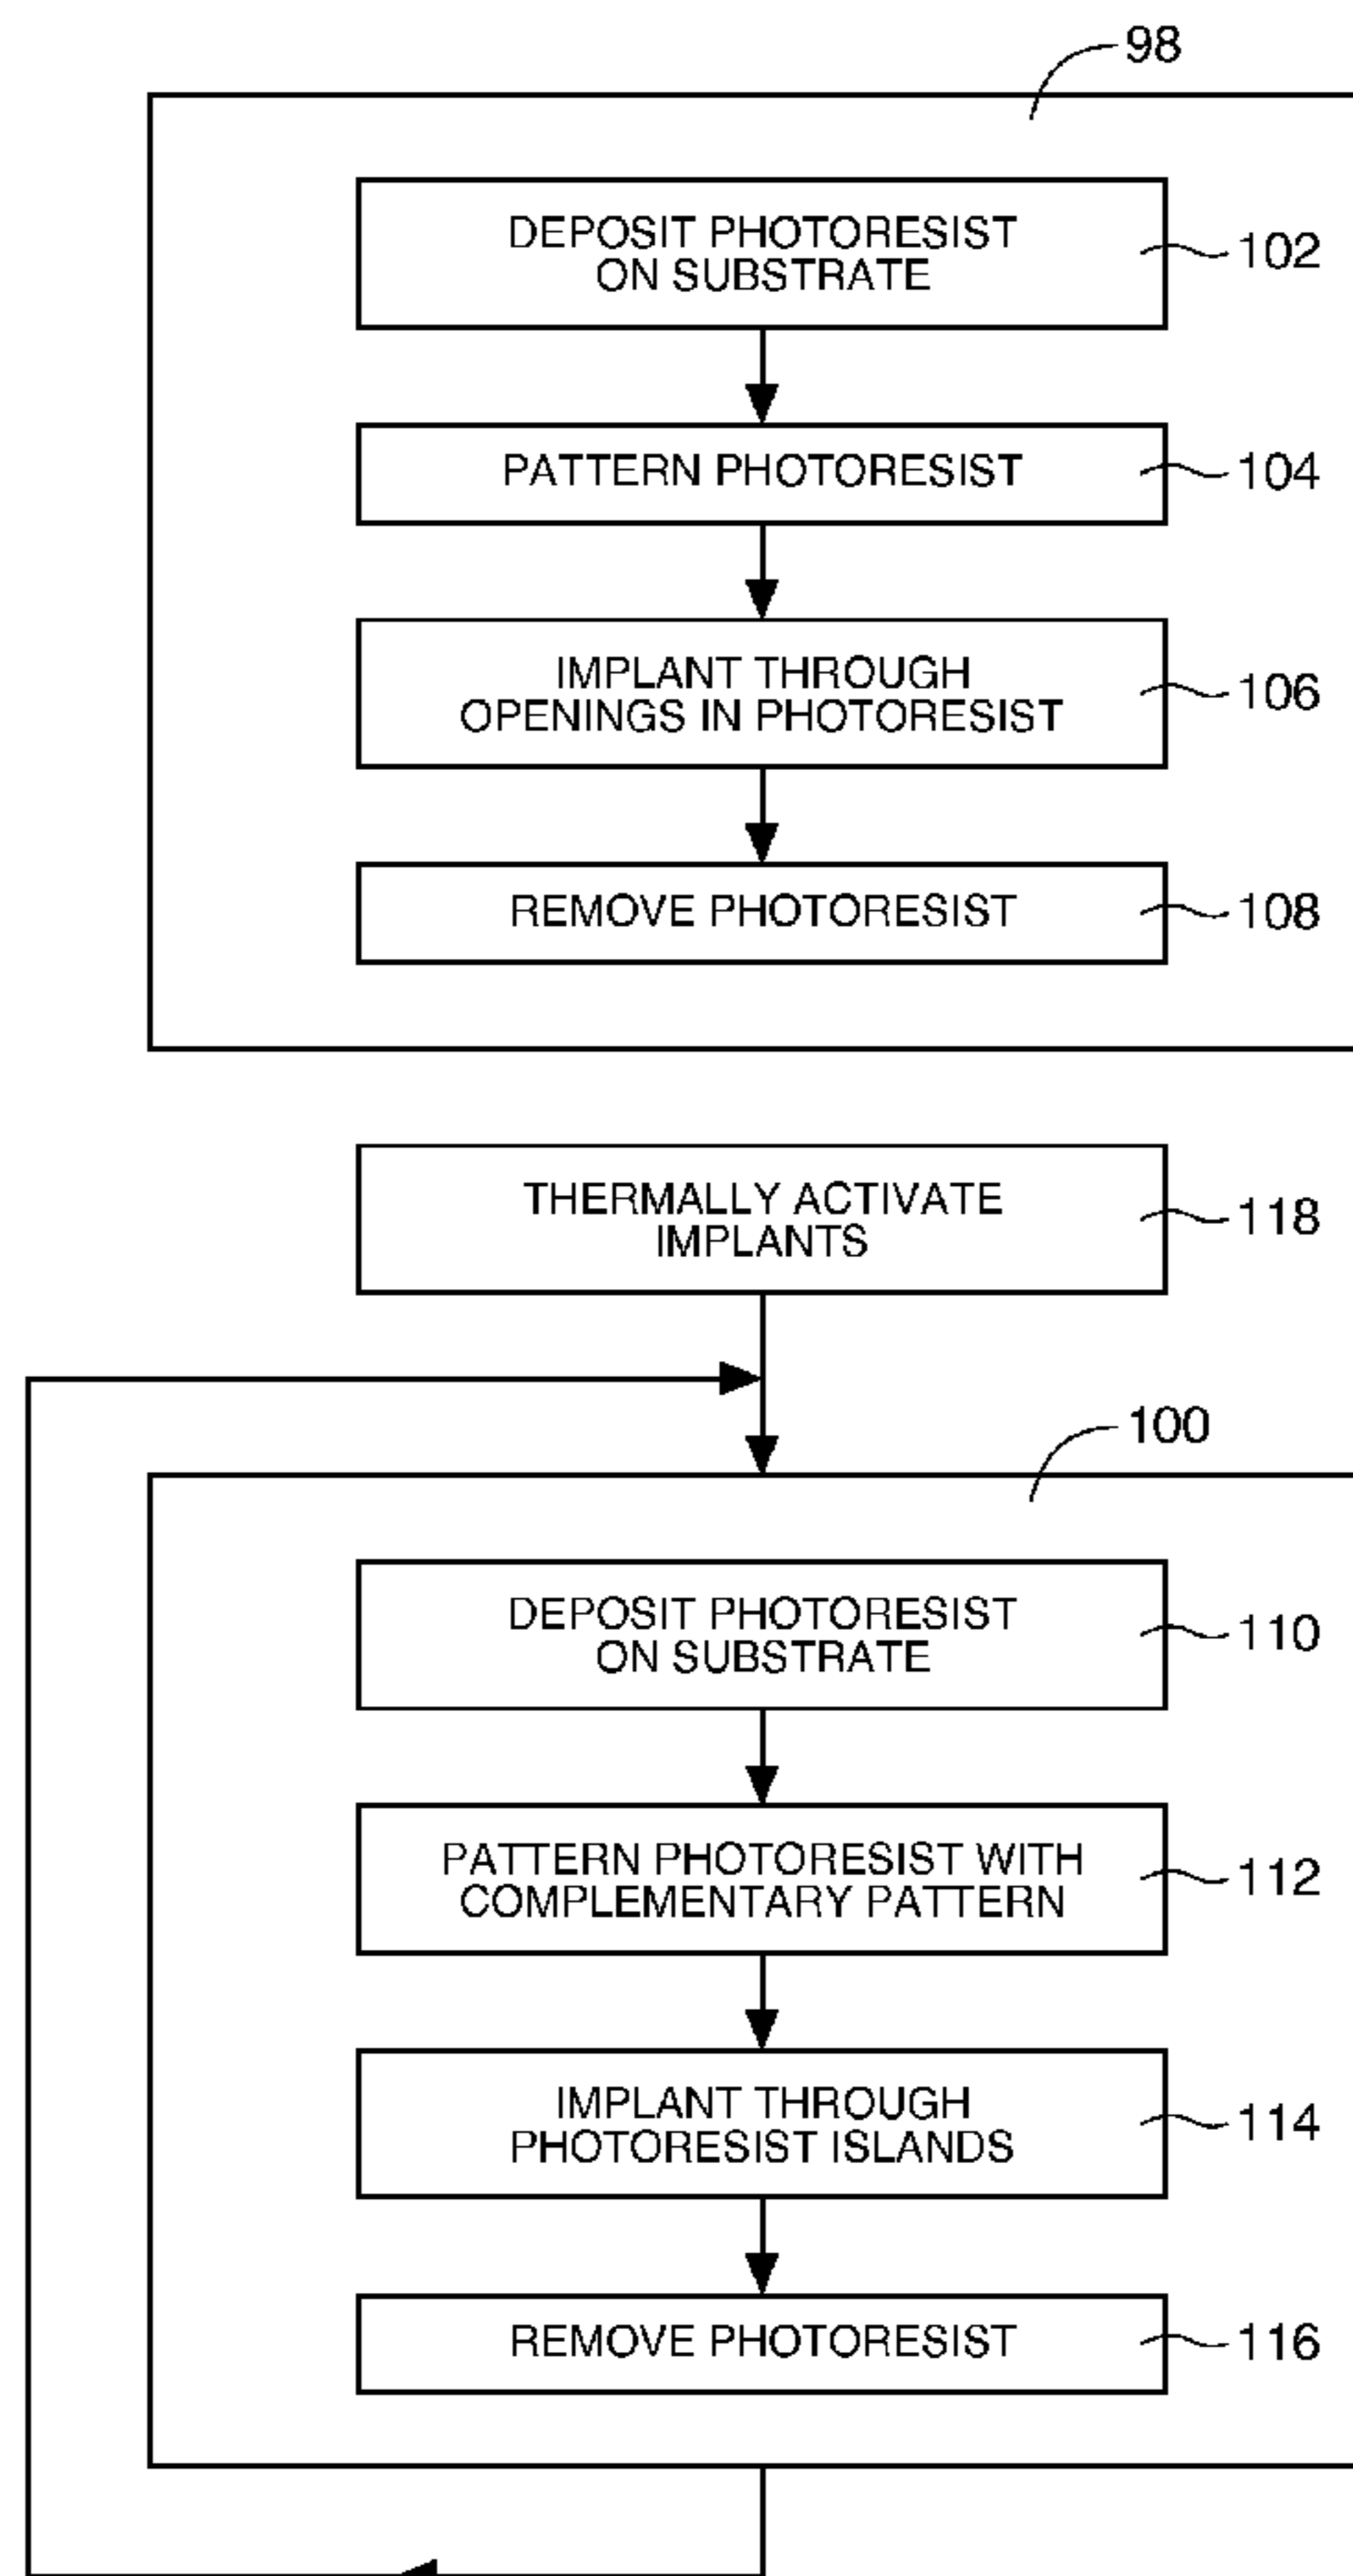 98
DEPOSIT PHOTORESIST
ON SUBSTRATE
102
PATTERN PHOTORESIST
104
IMPLANT THROUGH
OPENINGS IN PHOTORESIST
106
REMOVE PHOTORESIST
108
THERMALLY ACTIVATE
IMPLANTS
118
100
DEPOSIT PHOTORESIST
ON SUBSTRATE
110
PATTERN PHOTORESIST WITH
COMPLEMENTARY PATTERN
112
IMPLANT THROUGH
PHOTORESIST ISLANDS
114
REMOVE PHOTORESIST
116